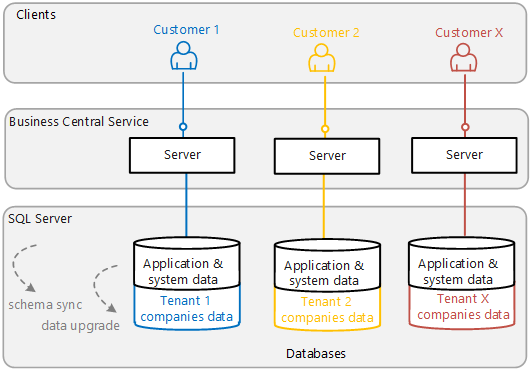 Clients
Customer 1
Customer 2
Customer X
Business Central Service
Server
Server
Server
SQL Server
Application &
system data
Tenant 1
companies data
Application &
system data
Tenant 2
companies data
Application &
system data
Tenant X
companies data
schema sync
data upgrade
Databases